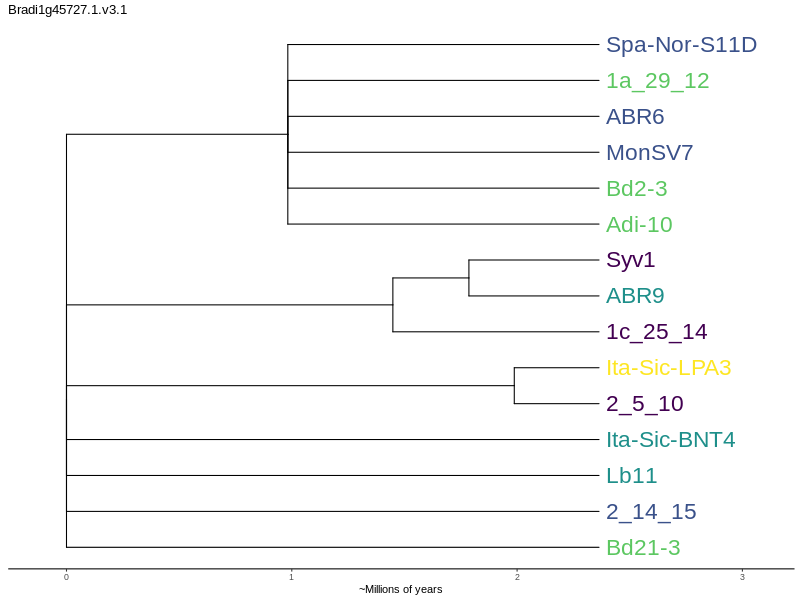 Bradi1g45727.1.v3.1
Spa-Nor-S11D
1a_29_12
ABR6
MonSV7
Bd2-3
Adi-10
Syv1
ABR9
1c_25_14
Ita-Sic-LPA3
2_5_10
Ita-Sic-BNT4
Lb11
2_14_15
Bd21-3
0 1 2 3
~Millions of years